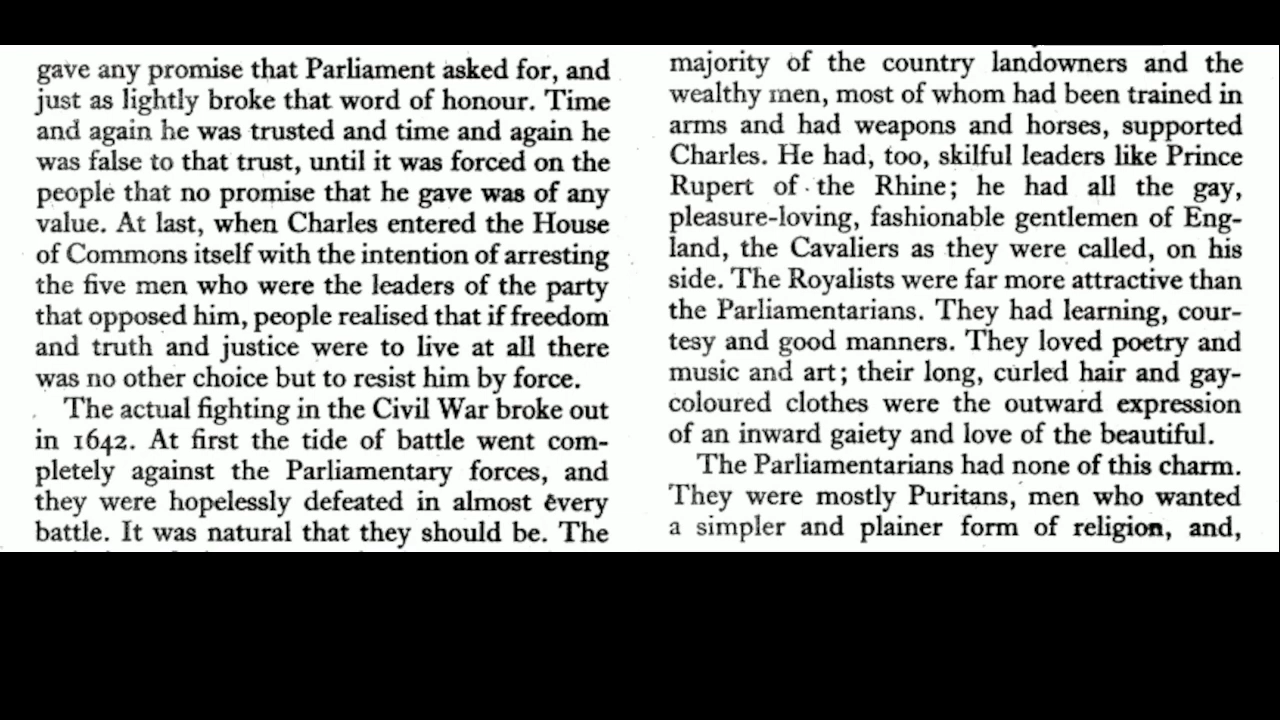 gave any promise that Parliament asked for, and
just as lightly broke that word of honour. Time
and again he was trusted and time and again he
was false to that trust, until it was forced on the
people that no promise that he gave was of any
value. At last, when Charles entered the House
of Commons itself with the intention of arresting
the five men who were the leaders of the party
that opposed him, people realised that if freedom
and truth and justice were to live at all there
was no other choice but to resist him by force.
The actual fighting in the Civil War broke out
in 1642. At first the tide of battle went com-
pletely against the Parliamentary forces, and
they were hopelessly defeated in almost every
battle. It was natural that they should be. The
majority of the country landowners and the
wealthy men, most of whom had been trained in
arms and had weapons and horses, supported
Charles. He had, too, skilful leaders like Prince
Rupert of the Rhine; he had all the gay,
pleasure-loving, fashionable gentlemen of Eng-
land, the Cavaliers as they were called, on his
side. The Royalists were far more attractive than
the Parliamentarians. They had learning, cour-
tesy and good manners. They loved poetry and
music and art; their long, curled hair and gay-
coloured clothes were the outward expression
of an inward gaiety and love of the beautiful.
The Parliamentarians had none of this charm.
They were mostly Puritans, men who wanted
a simpler and plainer form of religion, and,